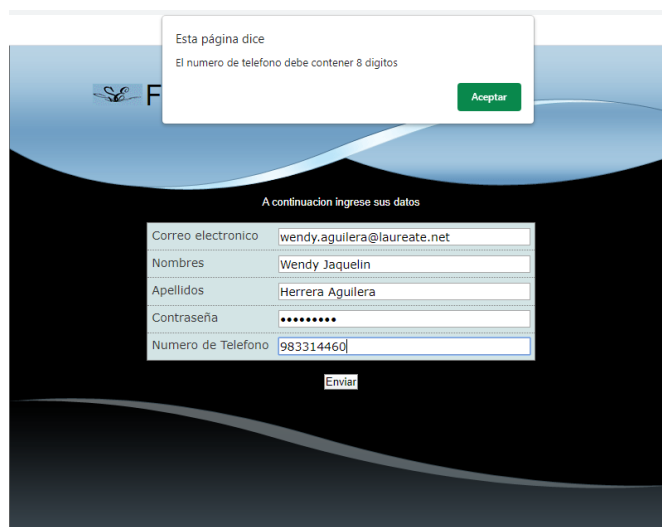 Esta página dice
El numero de telefono debe contener 8 digitos
Aceptar
F
A continuacion ingrese sus datos
Correo electronico wendy.aguilera@laureate.net
Nombres Wendy Jaquelin
Apellidos Herrera Aguilera
Contraseña •••••••••
Numero de Telefono 983314460
Enviar